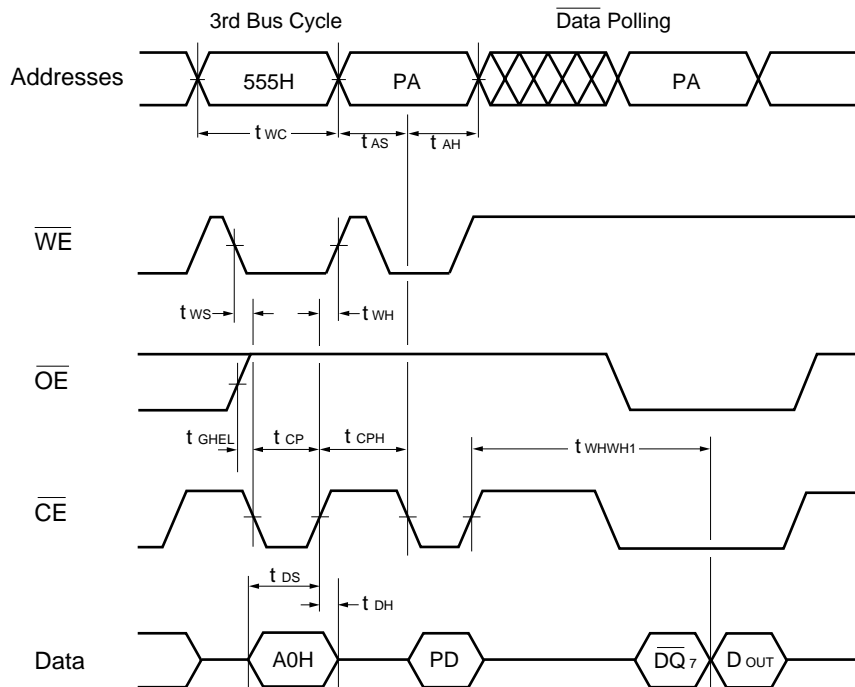 3rd Bus Cycle
Data Polling
Addresses
555H
PA
PA
t WC
t AS
t AH
WE
t WS
t WH
OE
t GHEL
t CP
t CPH
t WHWH1
CE
t DS
t DH
Data
A0H
PD
DQ 7
D OUT